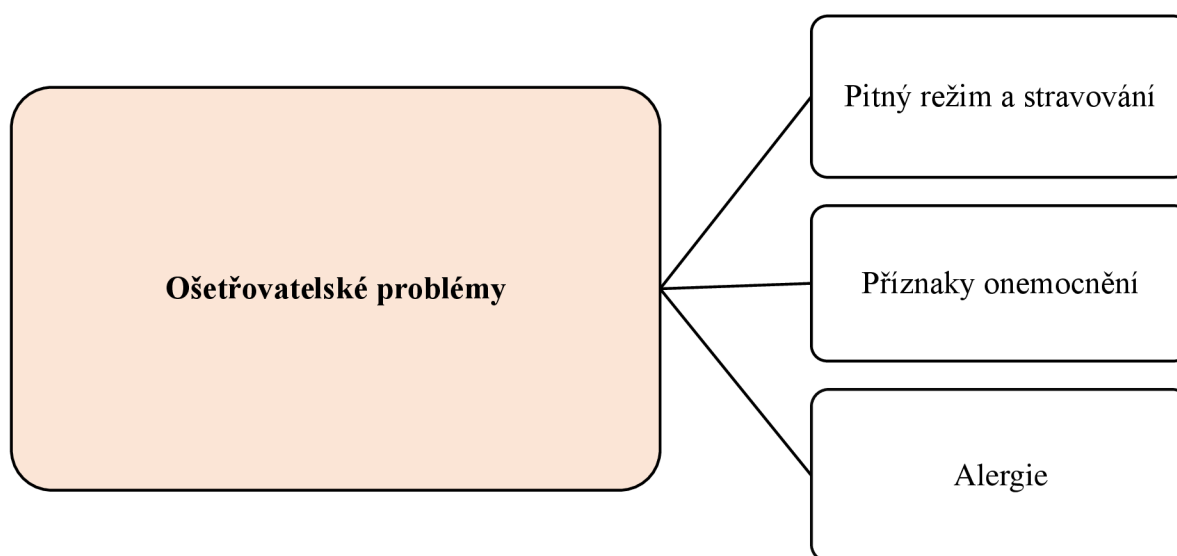 Pitný režim a stravování
Ošetřovatelské problémy
Příznaky onemocnění
Alergie